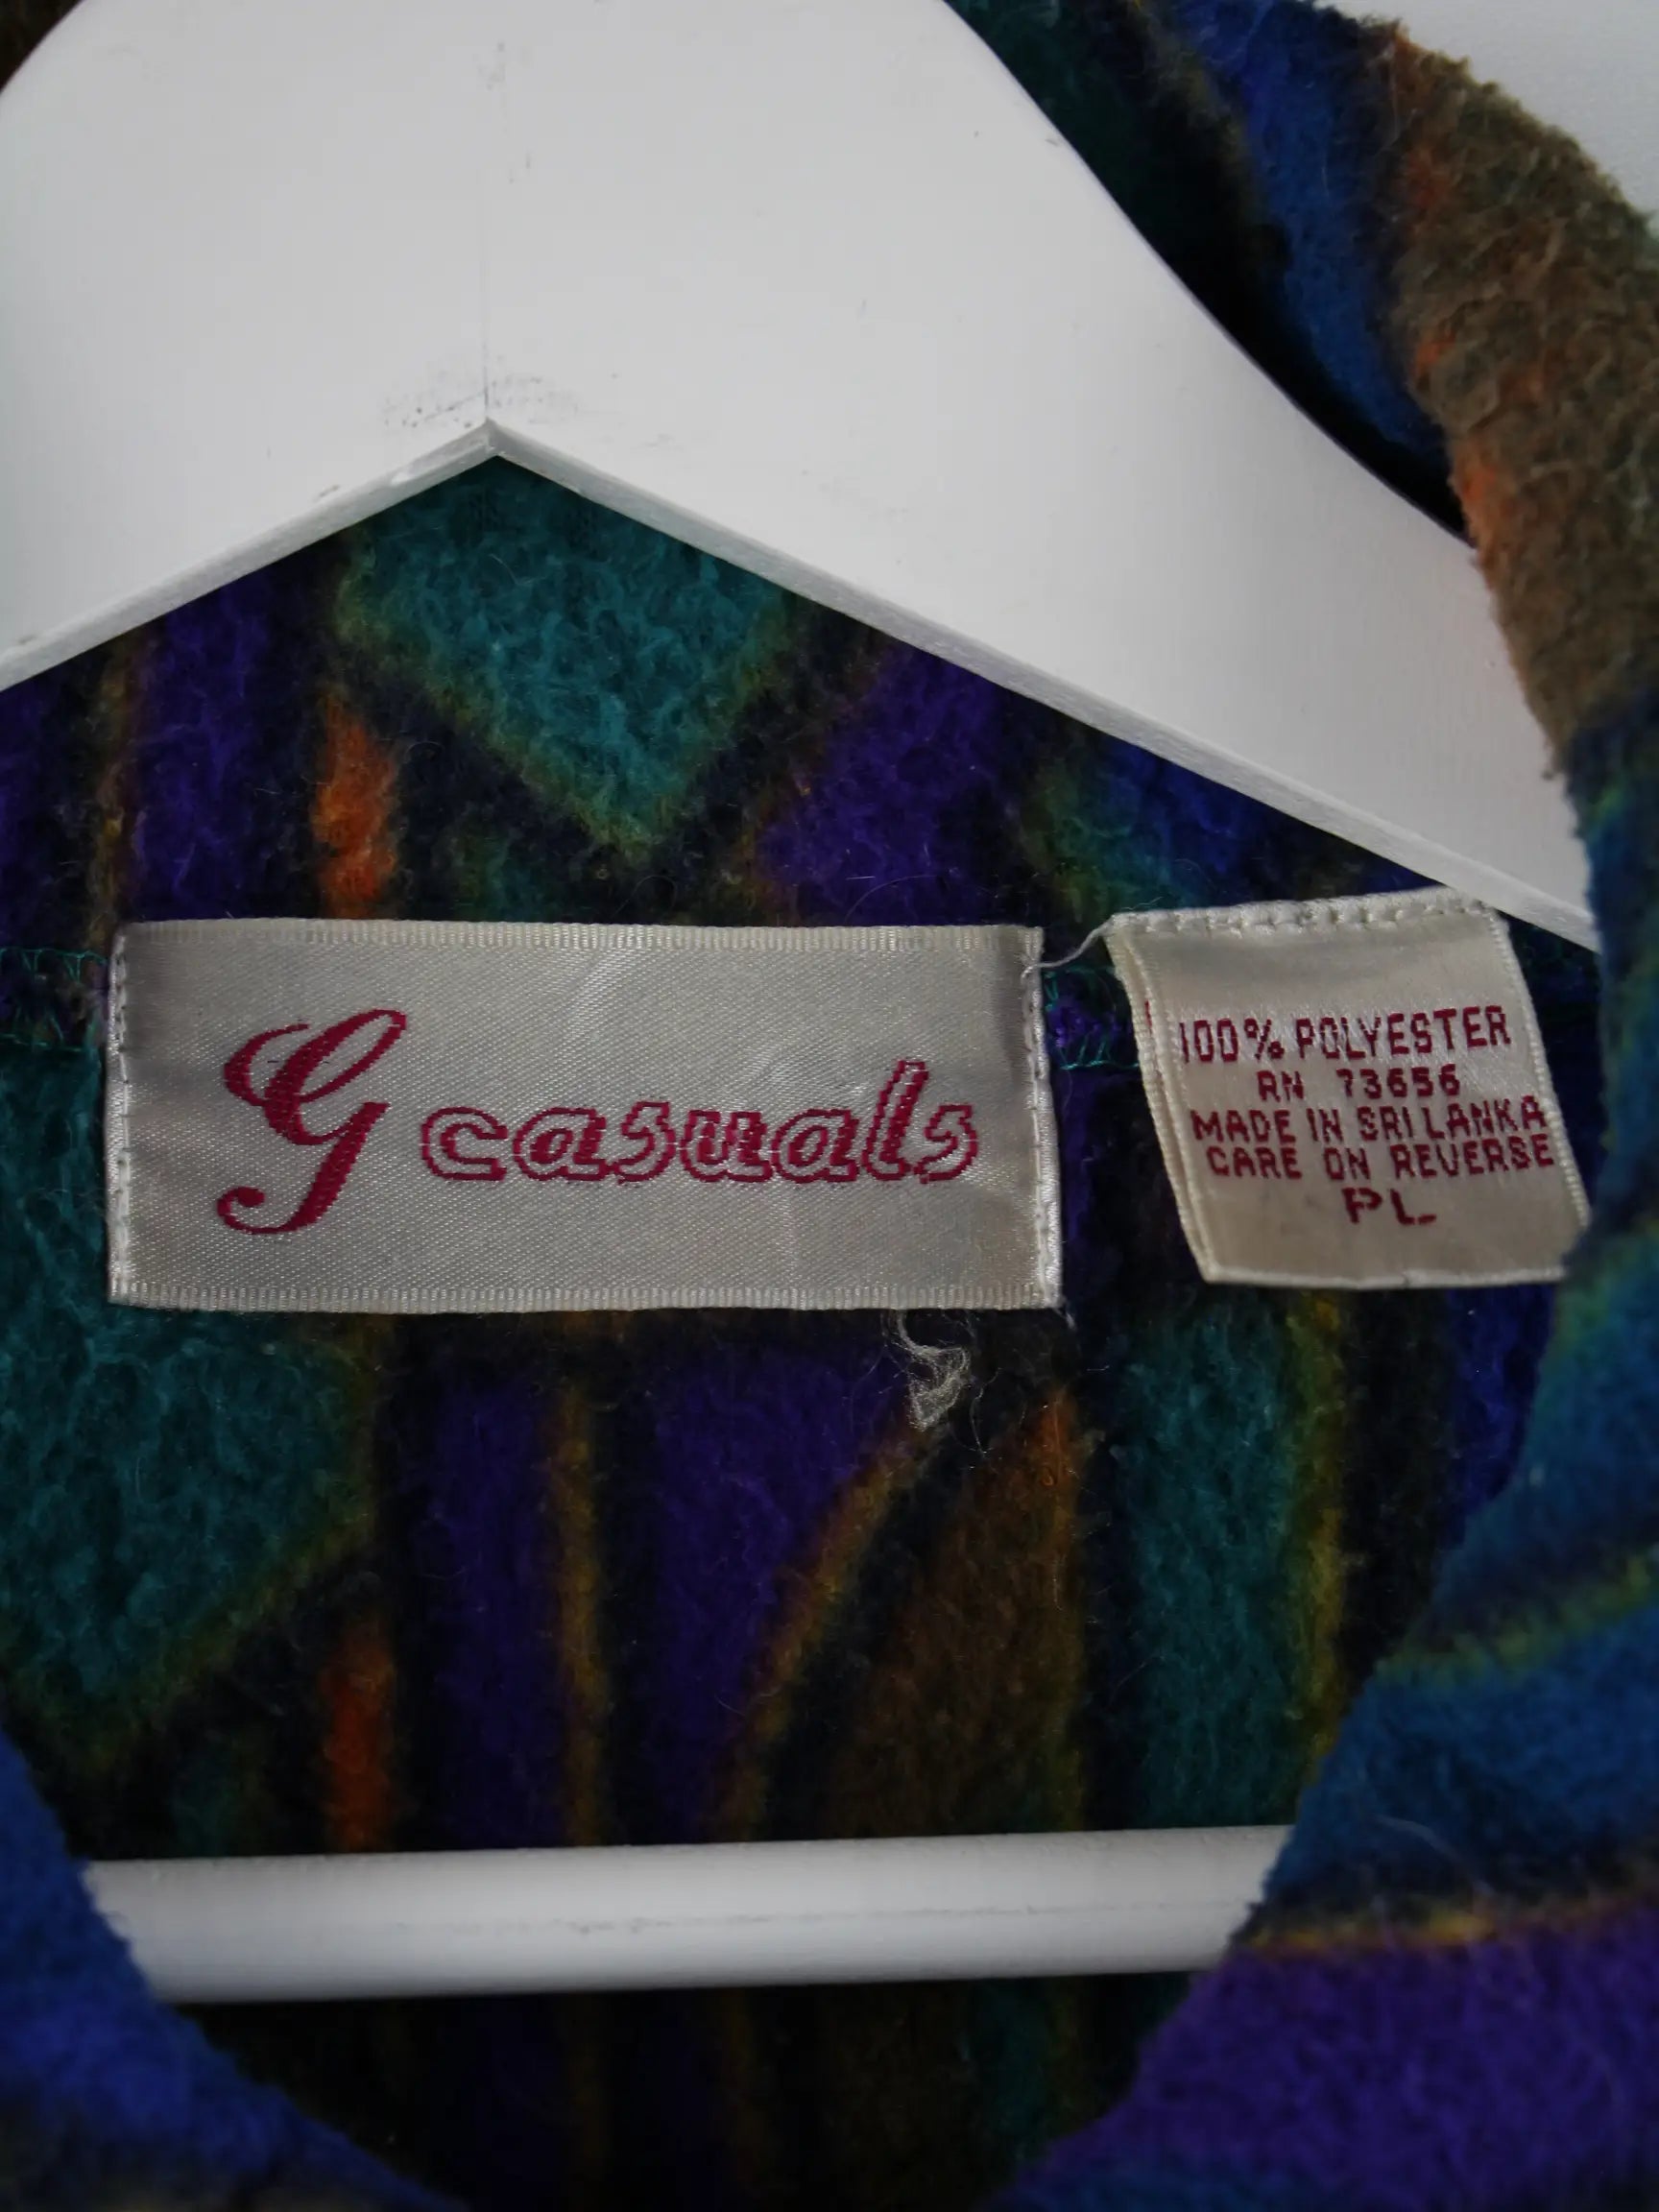 G casuals
100% POLYESTER
RN 73656
MADE IN SRI LANKA
CARE ON REVERSE
PL